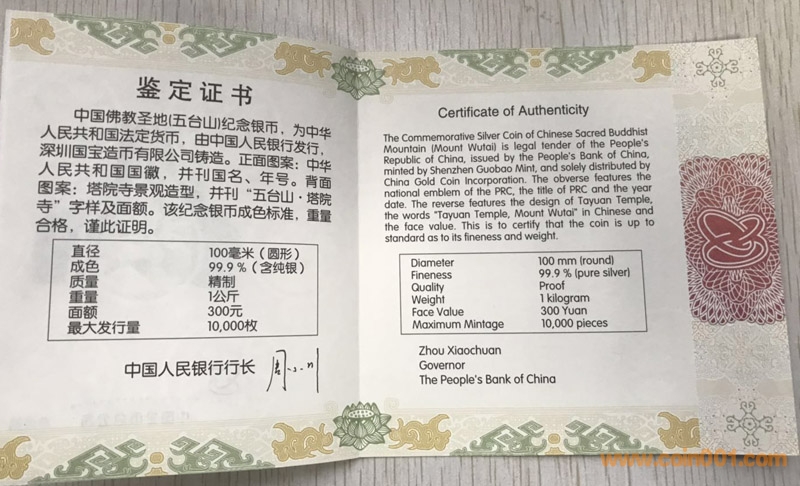 鉴定证书
中国佛教圣地(五台山)纪念银币，为中华
人民共和国法定货币，由中国人民银行发行，
深圳国宝造币有限公司铸造。正面图案：中华
人民共和国国徽，并刊国名、年号。背面
图案：塔院寺景观造型，并刊“五台山·塔院
寺”字样及面额。该纪念银币成色标准，重量
合格，谨此证明。
直径 100毫米（圆形）
成色 99.9％（含纯银）
质量 精制
重量 1公斤
面额 300元
最大发行量 10,000枚
中国人民银行行长
Certificate of Authenticity
The Commemorative Silver Coin of Chinese Sacred Buddhist
Mountain (Mount Wutai) is legal tender of the People's
Republic of China, issued by the People's Bank of China,
minted by Shenzhen Guobao Mint, and solely distributed by
China Gold Coin Incorporation. The obverse features the
national emblem of the PRC, the title of PRC and the year
date. The reverse features the design of Tayuan Temple,
the words "Tayuan Temple, Mount Wutai" in Chinese and
the face value. This is to certify that the coin is up to
standard as to its fineness and weight.
Diameter 100 mm (round)
Fineness 99.9 % (pure silver)
Quality Proof
Weight 1 kilogram
Face Value 300 Yuan
Maximum Mintage 10,000 pieces
Zhou Xiaochuan
Governor
The People's Bank of China